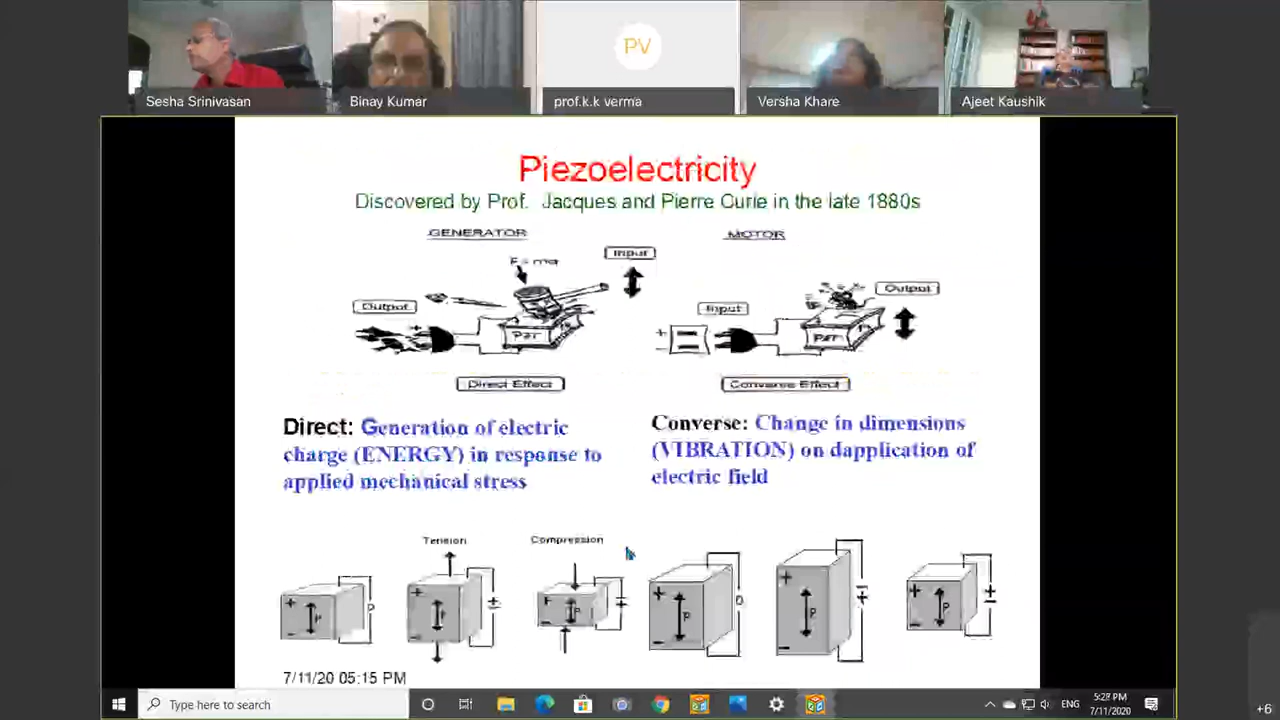 PV
Sesha Srinivasan
Binay Kumar
prof.k.k verma
Versha Khare
Ajeet Kaushik
Piezoelectricity
Discovered by Prof. Jacques and Pierre Curie in the late 1880s
GENERATOR
MOTOR
Input
F = ma
Output
Output
Input
+
+
Direct Effect
Converse Effect
Direct: Generation of electric
charge (ENERGY) in response to
applied mechanical stress
Converse: Change in dimensions
(VIBRATION) on dapplication of
electric field
Tension
Compression
+ P -
+ P -
+ P -
+ P - 0
+ P -
+ P -
7/11/20 05:15 PM
Type here to search
ENG
5:27 PM
7/11/2020
+6